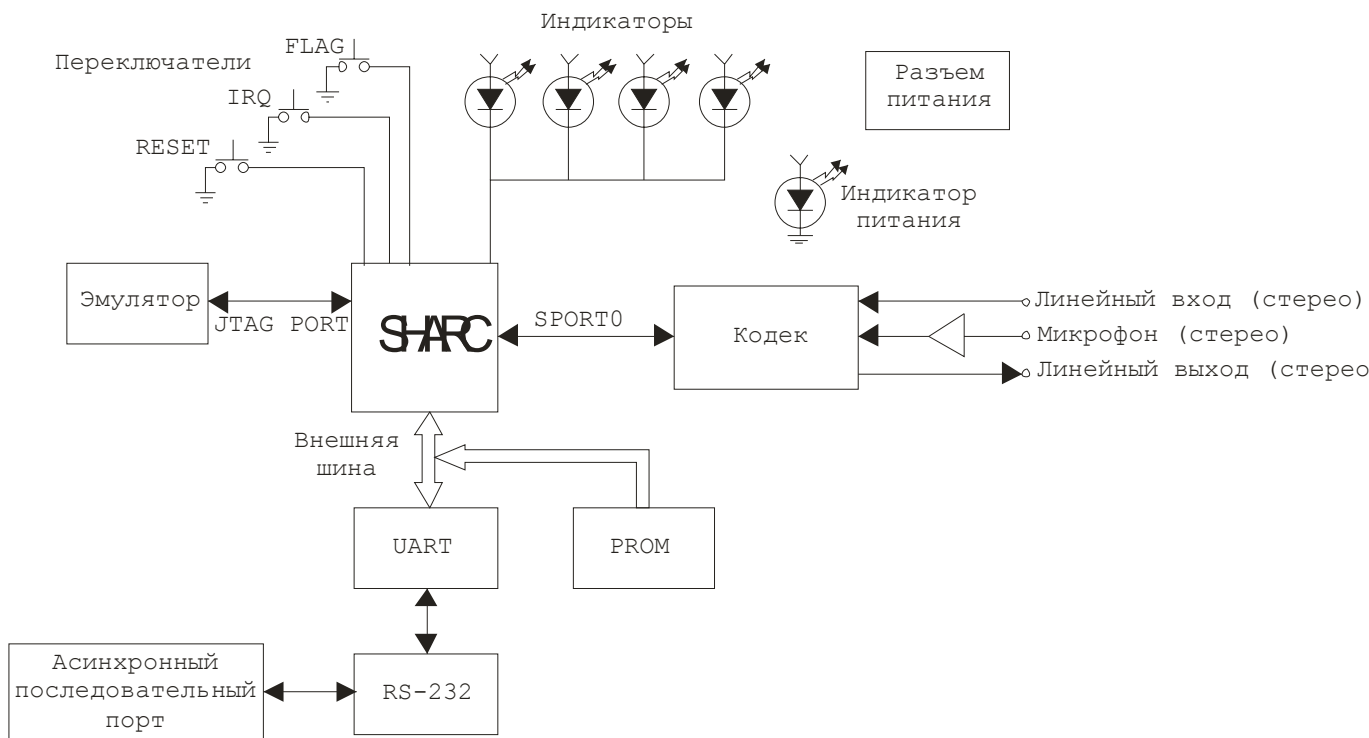 Индикаторы
FLAG
Переключатели
IRQ
RESET
Разъем
питания
Индикатор
питания
Эмулятор
JTAG PORT
SHARC
SPORT0
Кодек
Линейный вход (стерео)
Микрофон (стерео)
Линейный выход (стерео
Внешняя
шина
UART
PROM
Асинхронный
последовательный
порт
RS-232